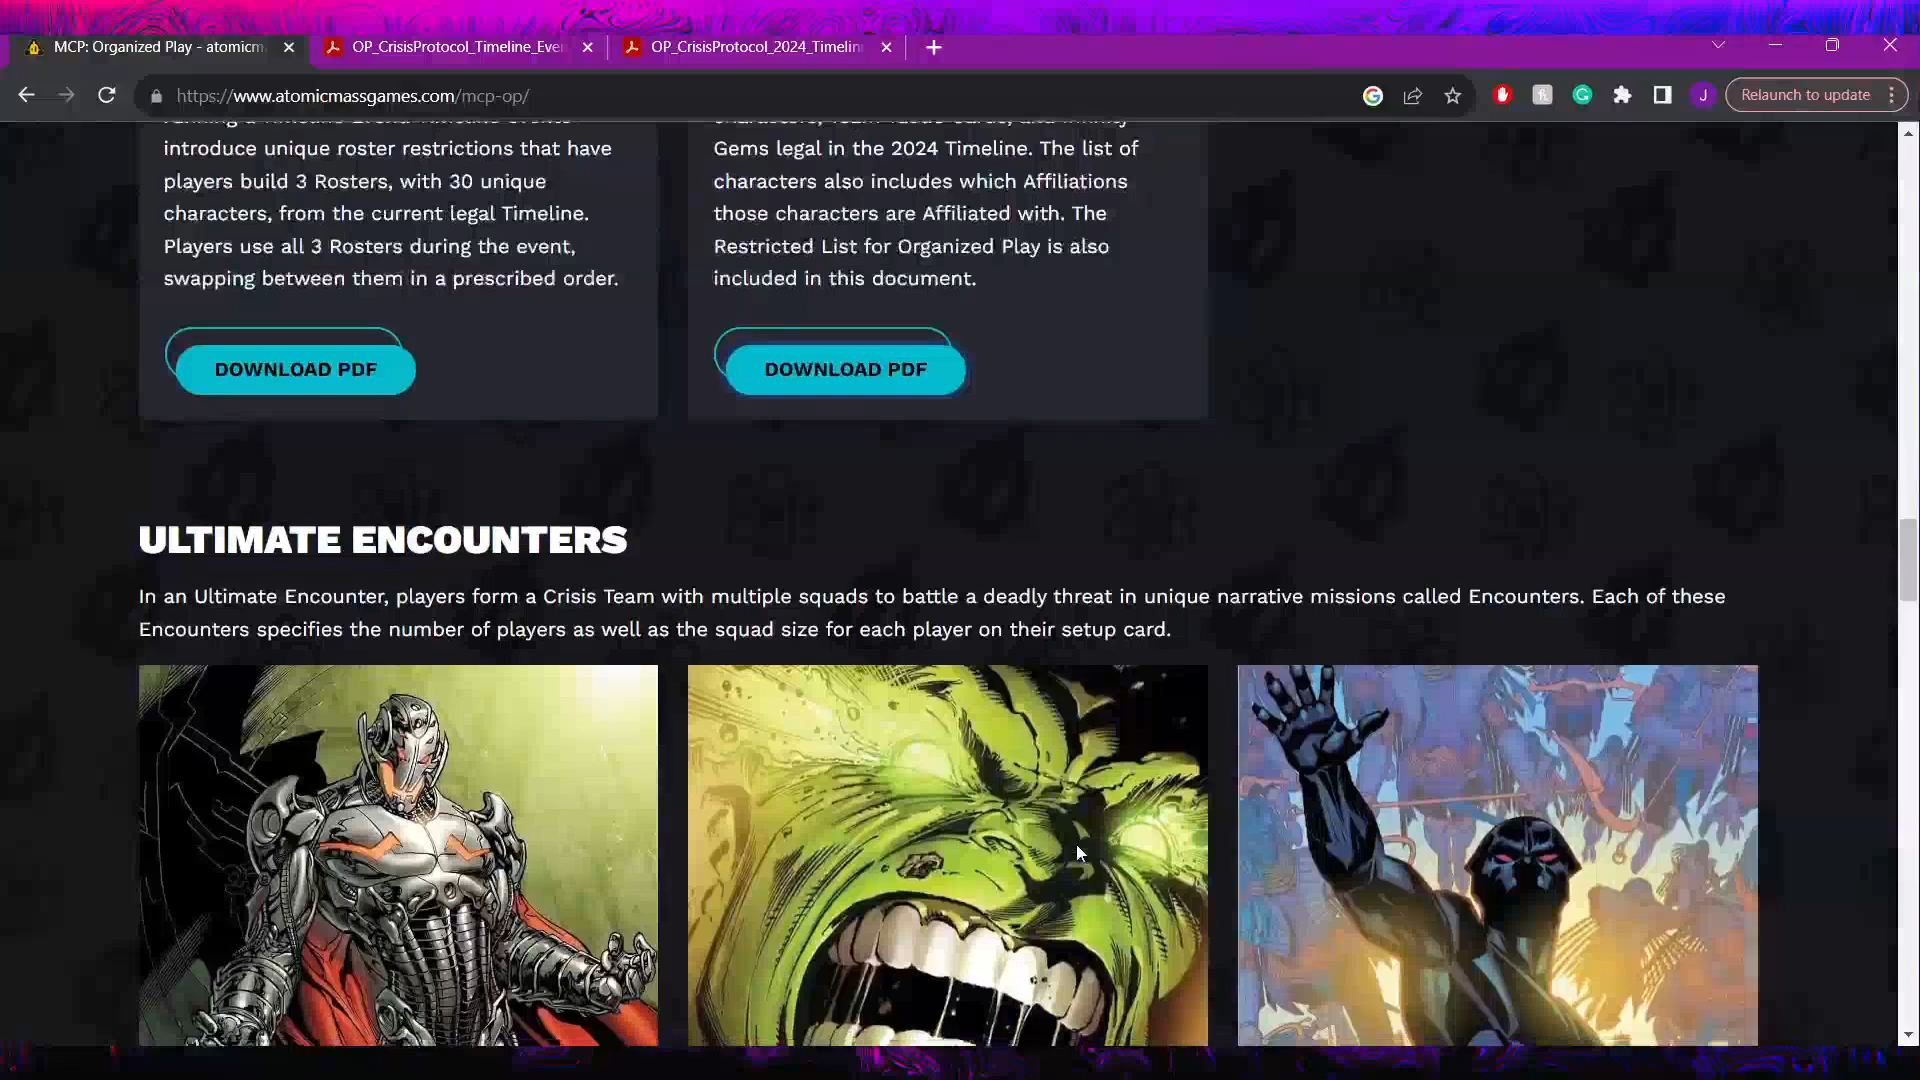 MCP: Organized Play - atomicm
OP_CrisisProtocol_Timeline_Eve
OP_CrisisProtocol_2024_Timelin
https://www.atomicmassgames.com/mcp-op/
J
Relaunch to update
introduce unique roster restrictions that have
players build 3 Rosters, with 30 unique
characters, from the current legal Timeline.
Players use all 3 Rosters during the event,
swapping between them in a prescribed order.
DOWNLOAD PDF
Gems legal in the 2024 Timeline. The list of
characters also includes which Affiliations
those characters are Affiliated with. The
Restricted List for Organized Play is also
included in this document.
DOWNLOAD PDF
ULTIMATE ENCOUNTERS
In an Ultimate Encounter, players form a Crisis Team with multiple squads to battle a deadly threat in unique narrative missions called Encounters. Each of these
Encounters specifies the number of players as well as the squad size for each player on their setup card.